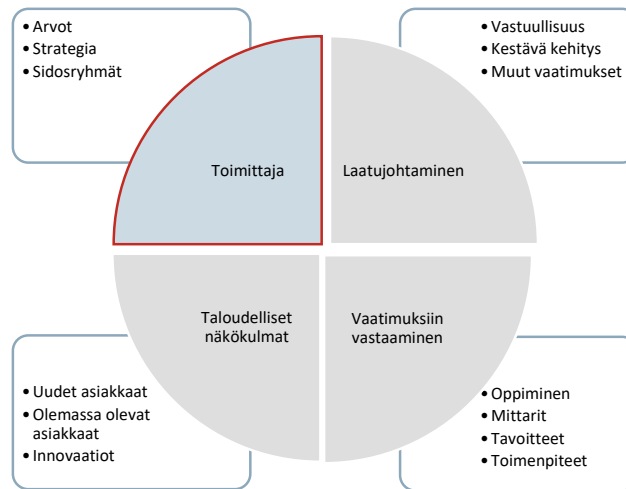 • Arvot
• Strategia
• Sidosryhmät
• Vastuullisuus
• Kestävä kehitys
• Muut vaatimukset
Toimittaja
Laatujohtaminen
Taloudelliset
näkökulmat
Vaatimuksiin
vastaaminen
• Uudet asiakkaat
• Olemassa olevat
asiakkaat
• Innovaatiot
• Oppiminen
• Mittarit
• Tavoitteet
• Toimenpiteet